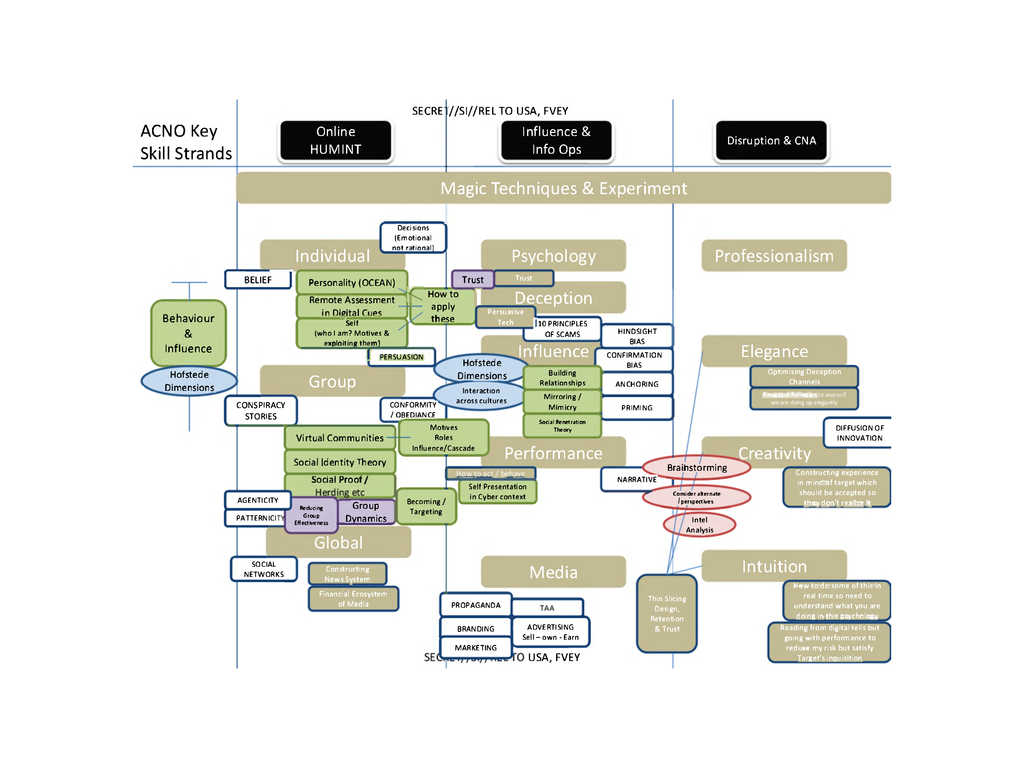 SECRET//SI//REL TO USA, FVEY
ACNO Key
Skill Strands
Online
HUMINT
Influence &
Info Ops
Disruption & CNA
Magic Techniques & Experiment
Decisions
(Emotional
not rational)
Individual
Psychology
Professionalism
BELIEF
Personality (OCEAN)
Remote Assessment
in Digital Cues
Self
(who I am? Motives &
exploiting them)
How to
apply
these
Trust
Trust
Deception
Persuasive
Tech
10 PRINCIPLES
OF SCAMS
HINDSIGHT
BIAS
Behaviour
&
Influence
Hofstede
Dimensions
PERSUASION
Influence
CONFIRMATION
BIAS
Elegance
Hofstede
Dimensions
Interaction
across cultures
Building
Relationships
Mirroring /
Mimicry
Social Penetration
Theory
ANCHORING
PRIMING
Optimising Deception
Channels
we are doing so elegantly
Group
CONSPIRACY
STORIES
CONFORMITY
/ OBEDIANCE
DIFFUSION OF
INNOVATION
Virtual Communities
Motives
Roles
Influence/Cascade
Social Identity Theory
Social Proof /
Herding etc
Performance
Creativity
How to act / behave
Self Presentation
in Cyber context
NARRATIVE
Brainstorming
Consider alternate
/perspectives
Intel
Analysis
Constructing experience
in mind of target which
should be accepted so
they don't realise it
AGENTICITY
PATTERNICITY
Reducing
Group
Effectiveness
Group
Dynamics
Becoming /
Targeting
Global
SOCIAL
NETWORKS
Constructing
News System
Financial Ecosystem
of Media
Media
Intuition
PROPAGANDA
TAA
BRANDING
ADVERTISING
Sell – own - Earn
MARKETING
Thin Slicing
Design,
Retention
& Trust
How to do some of this in
real time so need to
understand what you are
doing in this psychology
Reading from digital tells but
going with performance to
reduse my risk but satisfy
Target's inquisition
SECRET//SI//REL TO USA, FVEY